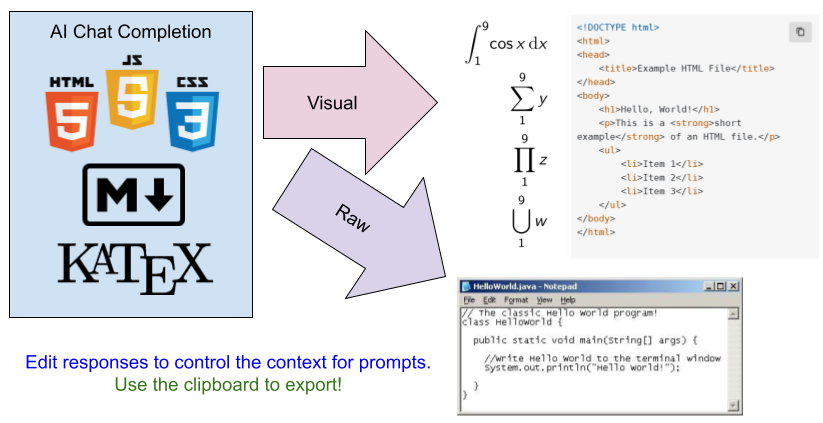 AI Chat Completion
HTML
5
JS
5
CSS
3
M
KATEX
Visual
Raw
∫₁⁹ cos x dx
9
∑ y
1
9
∏ z
1
9
⋃ w
1
<!DOCTYPE html>
<html>
<head>
    <title>Example HTML File</title>
</head>
<body>
    <h1>Hello, World!</h1>
    <p>This is a <strong>short
example</strong> of an HTML file.</p>
    <ul>
        <li>Item 1</li>
        <li>Item 2</li>
        <li>Item 3</li>
    </ul>
</body>
</html>
HelloWorld.java - Notepad
File Edit Format View Help
// The classic Hello World program!
class HelloWorld {
  public static void main(String[] args) {
    //Write Hello World to the terminal window
    System.out.println("Hello World!");
  }
}
Edit responses to control the context for prompts.
Use the clipboard to export!